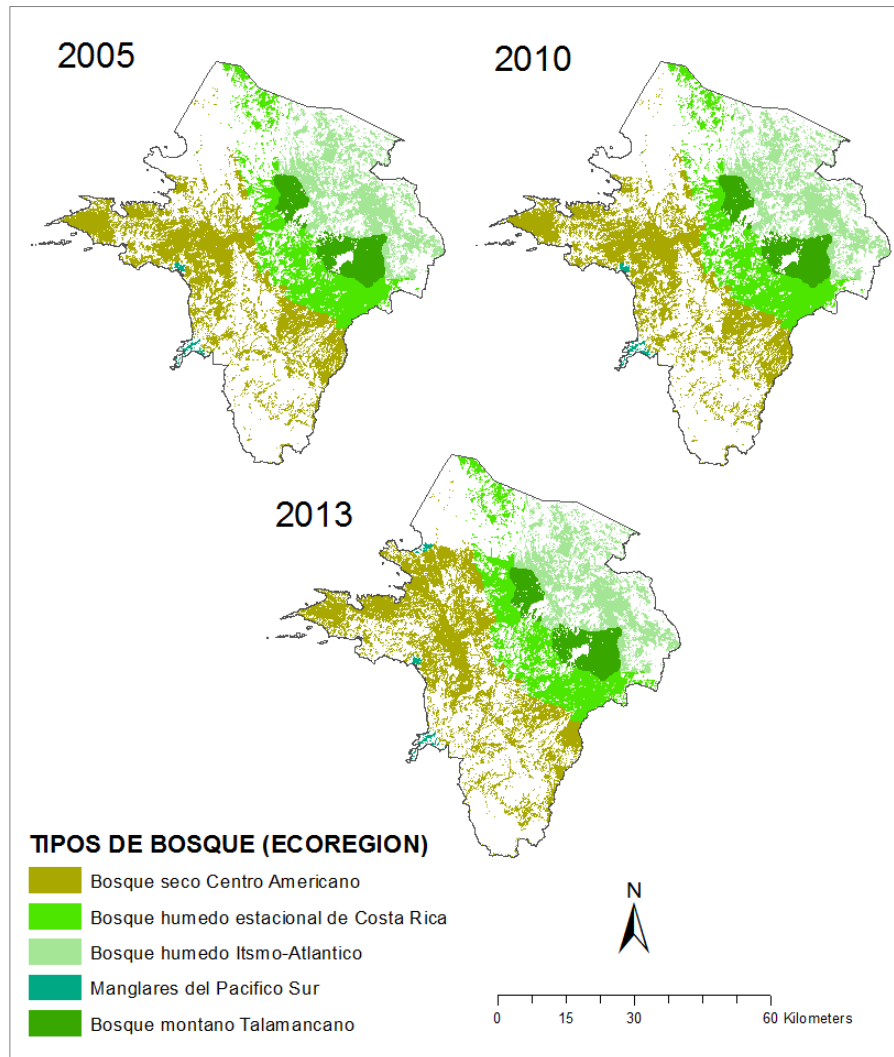 2005
2010
2013
TIPOS DE BOSQUE (ECOREGION)
Bosque seco Centro Americano
Bosque humedo estacional de Costa Rica
Bosque humedo Itsmo-Atlantico
Manglares del Pacifico Sur
Bosque montano Talamancano
N
0 15 30 60 Kilometers